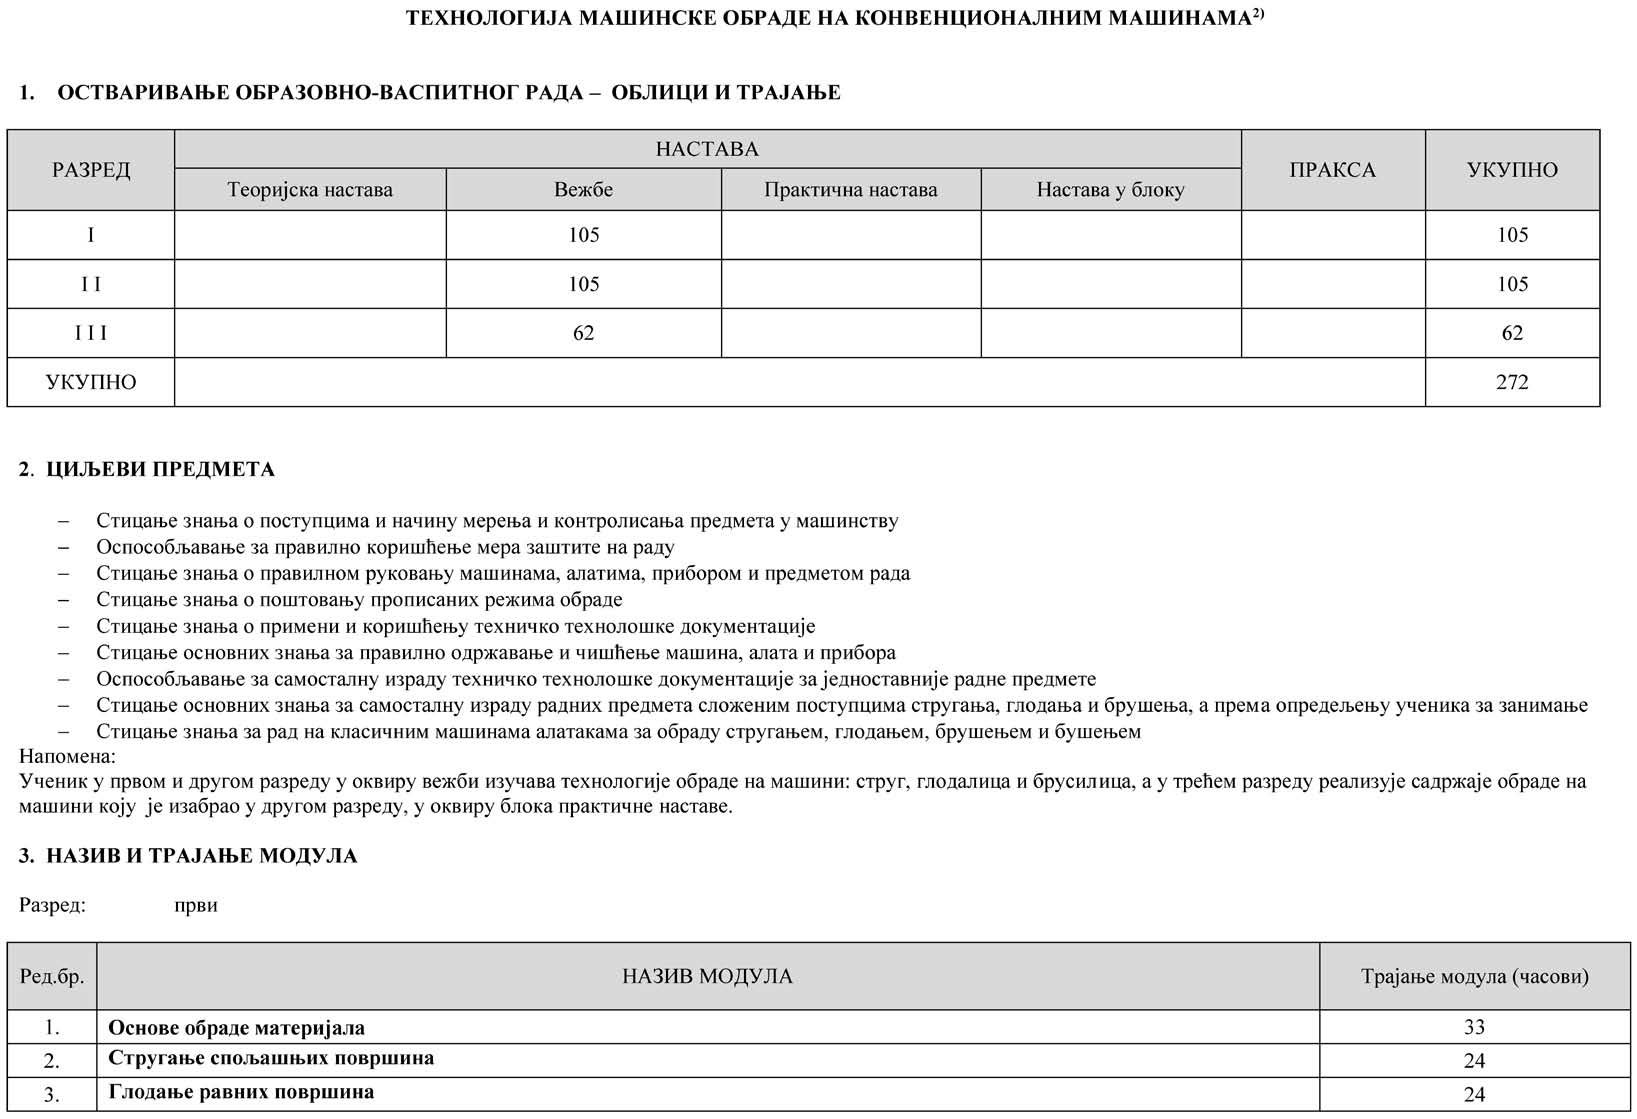 ТЕХНОЛОГИЈА МАШИНСКЕ ОБРАДЕ НА КОНВЕНЦИОНАЛНИМ МАШИНАМА2)
1. ОСТВАРИВАЊЕ ОБРАЗОВНО-ВАСПИТНОГ РАДА – ОБЛИЦИ И ТРАЈАЊЕ
РАЗРЕД НАСТАВА ПРАКСА УКУПНО
Теоријска настава Вежбе Практична настава Настава у блоку
I 105 105
I I 105 105
I I I 62 62
УКУПНО 272
2. ЦИЉЕВИ ПРЕДМЕТА
– Стицање знања о поступцима и начину мерења и контролисања предмета у машинству
– Оспособљавање за правилно коришћење мера заштите на раду
– Стицање знања о правилном руковању машинама, алатима, прибором и предметом рада
– Стицање знања о поштовању прописаних режима обраде
– Стицање знања о примени и коришћењу техничко технолошке документације
– Стицање основних знања за правилно одржавање и чишћење машина, алата и прибора
– Оспособљавање за самосталну израду техничко технолошке документације за једноставније радне предмете
– Стицање основних знања за самосталну израду радних предмета сложеним поступцима стругања, глодања и брушења, а према опредељењу ученика за занимање
– Стицање знања за рад на класичним машинама алатакама за обраду стругањем, глодањем, брушењем и бушењем
Напомена:
Ученик у првом и другом разреду у оквиру вежби изучава технологије обраде на машини: струг, глодалица и брусилица, а у трећем разреду реализује садржаје обраде на
машини коју је изабрао у другом разреду, у оквиру блока практичне наставе.
3. НАЗИВ И ТРАЈАЊЕ МОДУЛА
Разред: први
Ред.бр. НАЗИВ МОДУЛА Трајање модула (часови)
1. Основе обраде материјала 33
2. Стругање спољашњих површина 24
3. Глодање равних површина 24